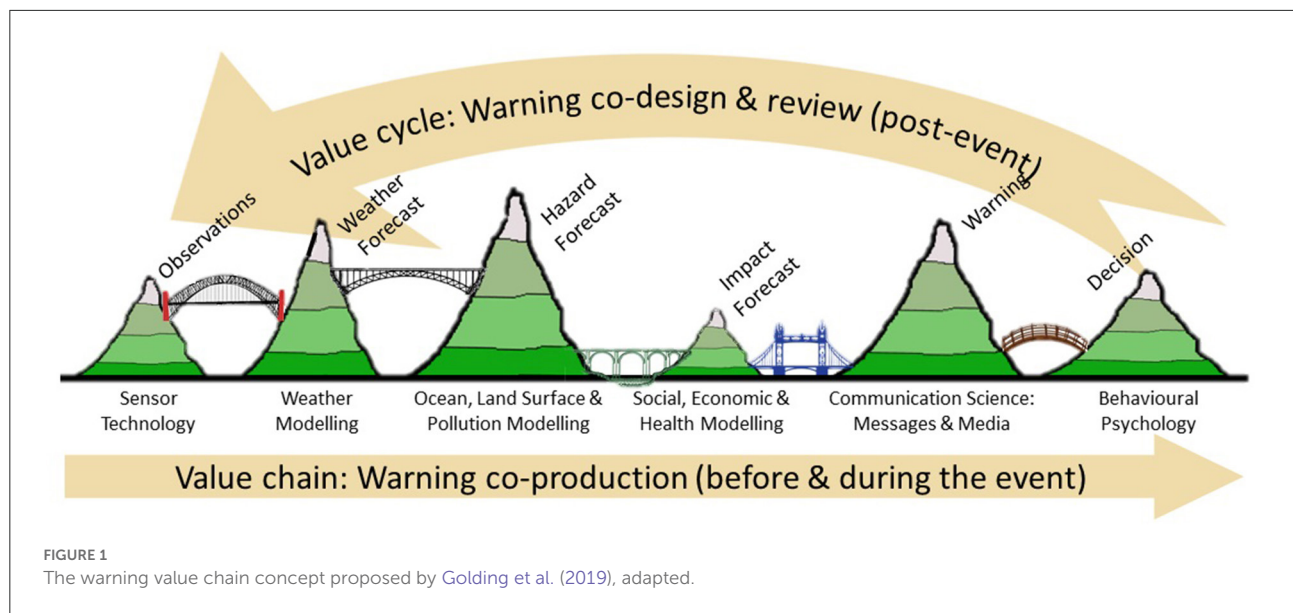 Value cycle: Warning co-design & review (post-event)
Observations
Weather
Forecast
Hazard
Forecast
Impact
Forecast
Warning
Decision
Sensor
Technology
Weather
Modelling
Ocean, Land Surface &
Pollution Modelling
Social, Economic &
Health Modelling
Communication Science:
Messages & Media
Behavioural
Psychology
Value chain: Warning co-production (before & during the event)
FIGURE 1
The warning value chain concept proposed by Golding et al. (2019), adapted.